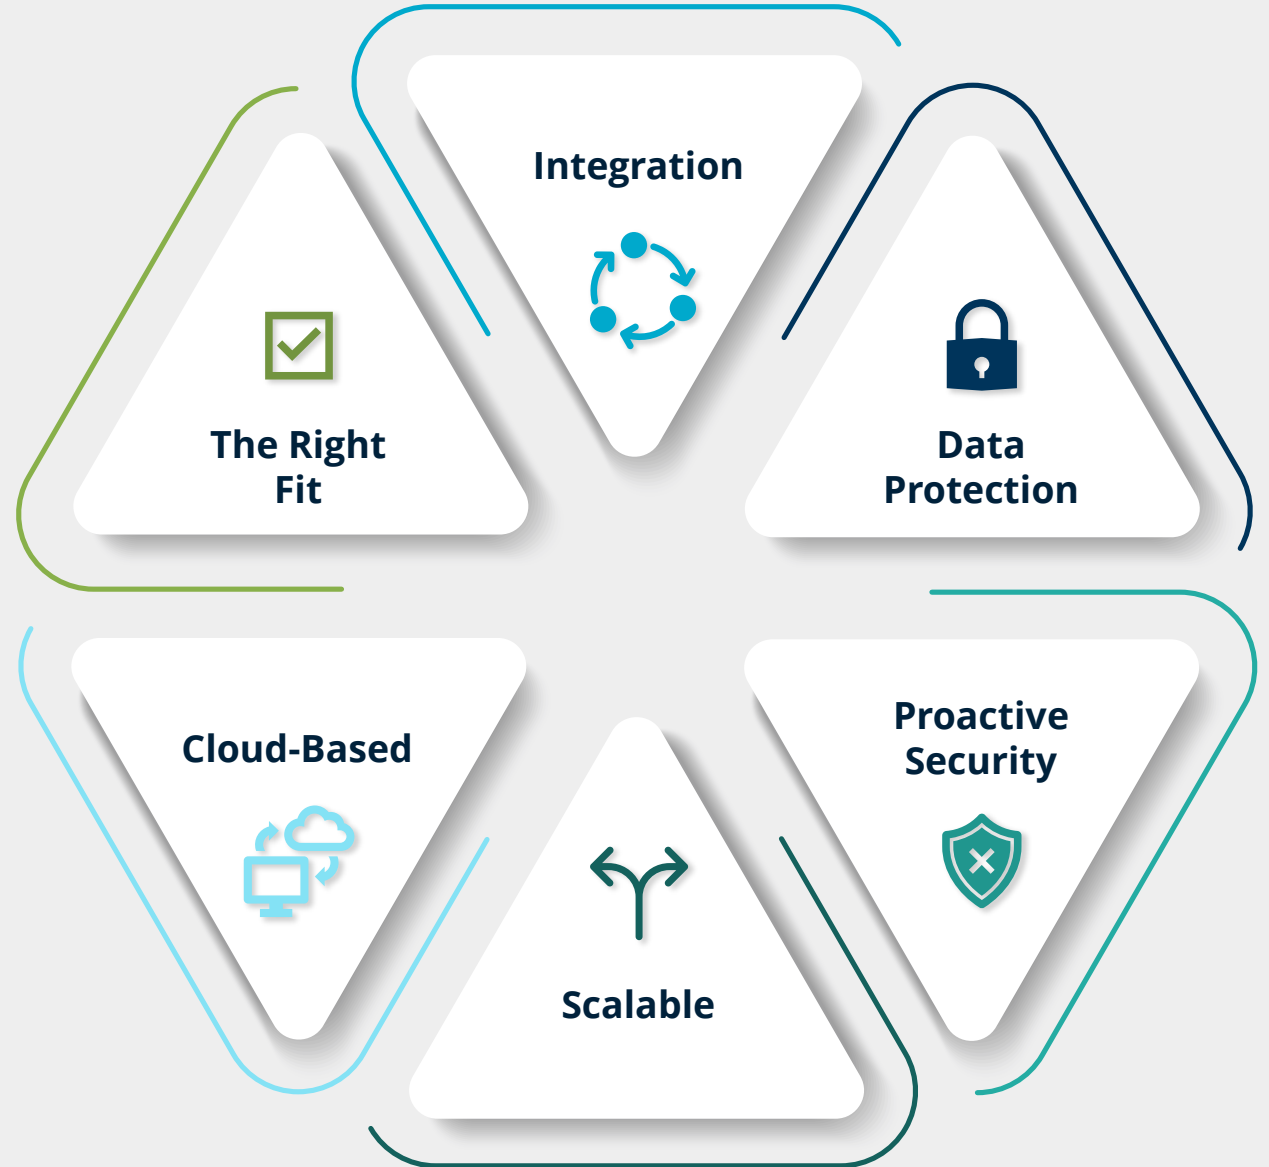 Integration
The Right
Fit
Data
Protection
Cloud-Based
Proactive
Security
Scalable